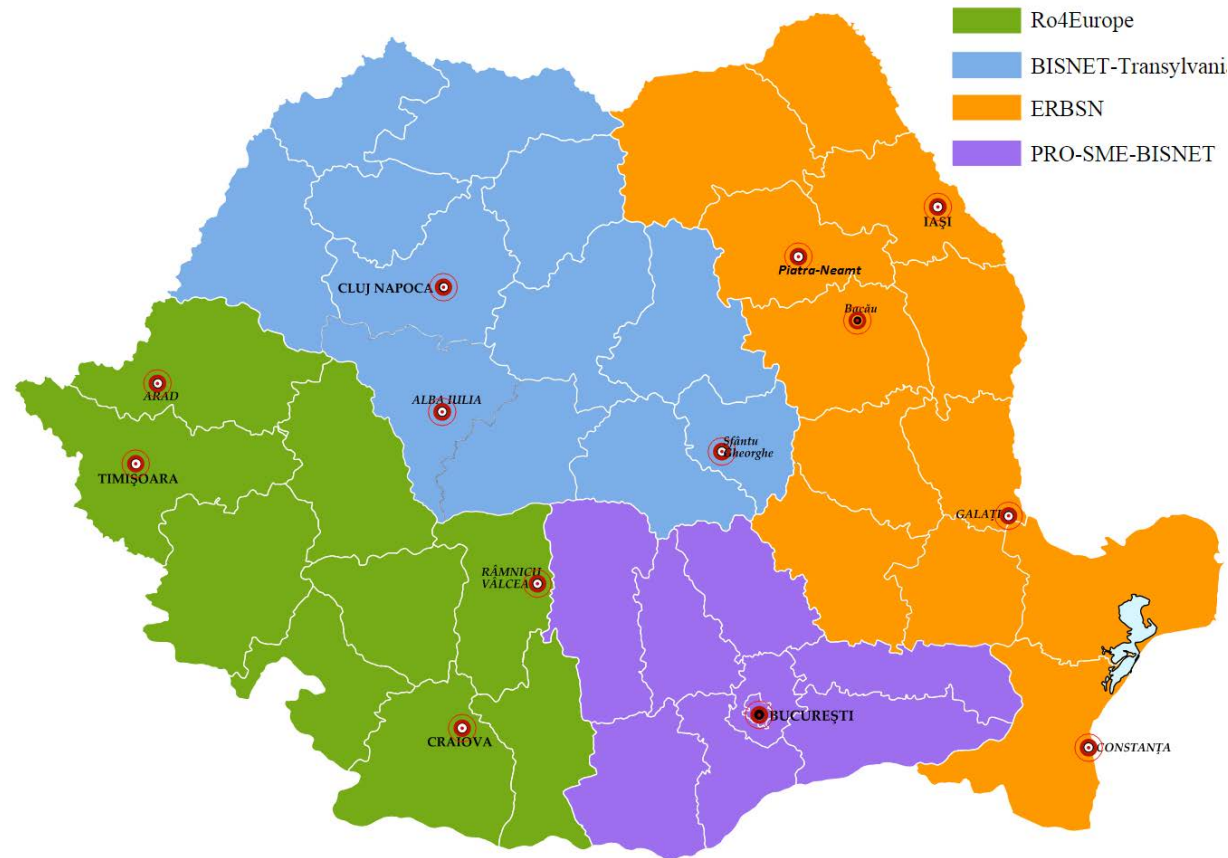 Ro4Europe
BISNET-Transylvani
ERBSN
PRO-SME-BISNET
IAŞI
Piatra-Neamt
CLUJ NAPOCA
Bacău
ARAD
ALBA IULIA
Sfântu
Gheorghe
TIMIŞOARA
GALAŢI
RÂMNICU
VÂLCEA
BUCUREŞTI
CRAIOVA
CONSTANŢA